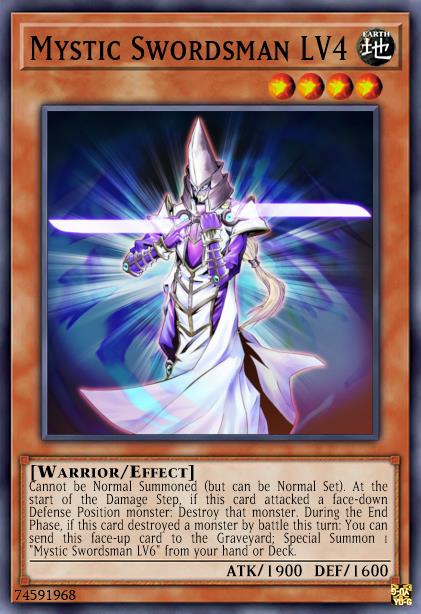 Mystic Swordsman LV4
EARTH
地
[Warrior/Effect]
Cannot be Normal Summoned (but can be Normal Set). At the
start of the Damage Step, if this card attacked a face-down
Defense Position monster: Destroy that monster. During the End
Phase, if this card destroyed a monster by battle this turn: You can
send this face-up card to the Graveyard; Special Summon 1
"Mystic Swordsman LV6" from your hand or Deck.
ATK/1900 DEF/1600
74591968